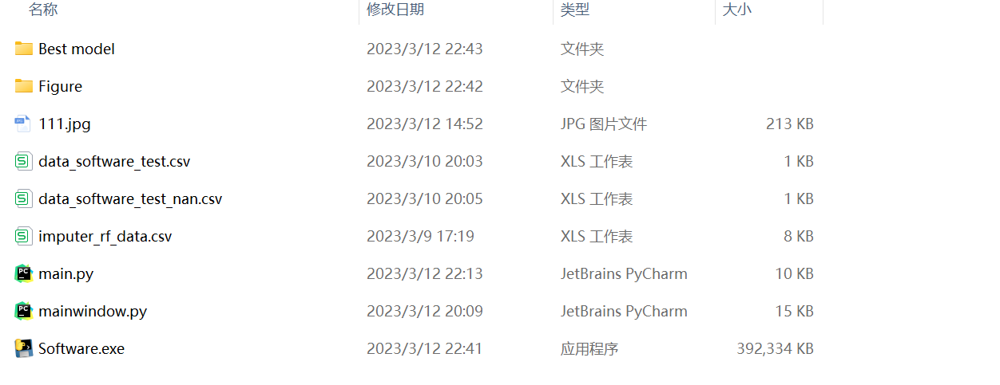 名称 修改日期 类型 大小
Best model 2023/3/12 22:43 文件夹
Figure 2023/3/12 22:42 文件夹
111.jpg 2023/3/12 14:52 JPG 图片文件 213 KB
data_software_test.csv 2023/3/10 20:03 XLS 工作表 1 KB
data_software_test_nan.csv 2023/3/10 20:05 XLS 工作表 1 KB
imputer_rf_data.csv 2023/3/9 17:19 XLS 工作表 8 KB
main.py 2023/3/12 22:13 JetBrains PyCharm 10 KB
mainwindow.py 2023/3/12 20:09 JetBrains PyCharm 15 KB
Software.exe 2023/3/12 22:41 应用程序 392,334 KB